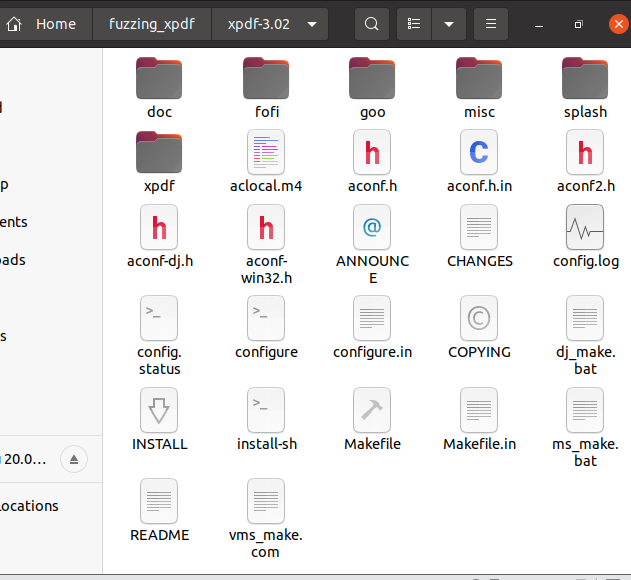 Home fuzzing_xpdf xpdf-3.02
doc fofi goo misc splash
xpdf aclocal.m4 aconf.h aconf.h.in aconf2.h
aconf-dj.h aconf-win32.h ANNOUNCE CHANGES config.log
config.status configure configure.in COPYING dj_make.bat
INSTALL install-sh Makefile Makefile.in ms_make.bat
README vms_make.com
p
ents
oads
s
20.0…
ocations